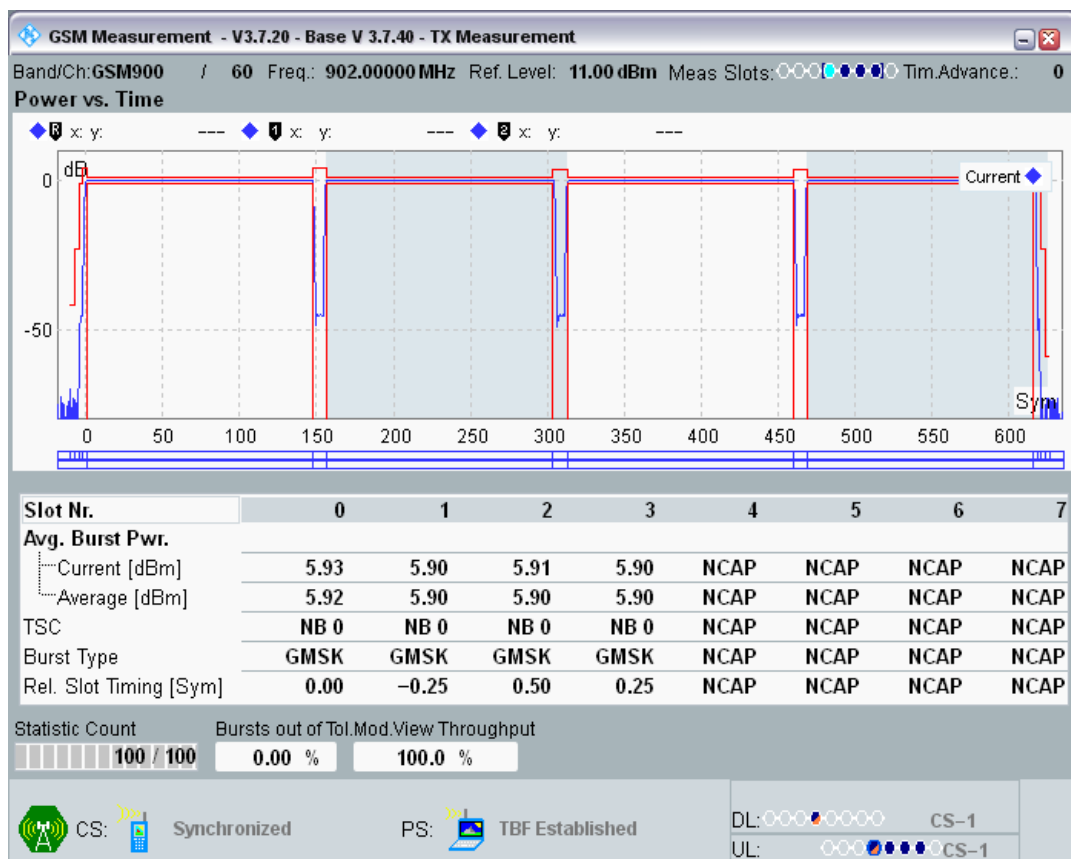 GSM Measurement - V3.7.20 - Base V 3.7.40 - TX Measurement
Band/Ch:GSM900 / 60 Freq.: 902.00000 MHz Ref. Level: 11.00 dBm Meas Slots: Tim.Advance.: 0
Power vs. Time
R x: y: --- 1 x: y: --- 2 x: y: ---
dB
Current
0
-50
Sym
0 50 100 150 200 250 300 350 400 450 500 550 600
Slot Nr. 0 1 2 3 4 5 6 7
Avg. Burst Pwr.
Current [dBm] 5.93 5.90 5.91 5.90 NCAP NCAP NCAP NCAP
Average [dBm] 5.92 5.90 5.90 5.90 NCAP NCAP NCAP NCAP
TSC NB 0 NB 0 NB 0 NB 0 NCAP NCAP NCAP NCAP
Burst Type GMSK GMSK GMSK GMSK NCAP NCAP NCAP NCAP
Rel. Slot Timing [Sym] 0.00 −0.25 0.50 0.25 NCAP NCAP NCAP NCAP
Statistic Count Bursts out of Tol.Mod.View Throughput
100 / 100 0.00 % 100.0 %
CS: Synchronized PS: TBF Established DL: CS−1
UL: CS−1